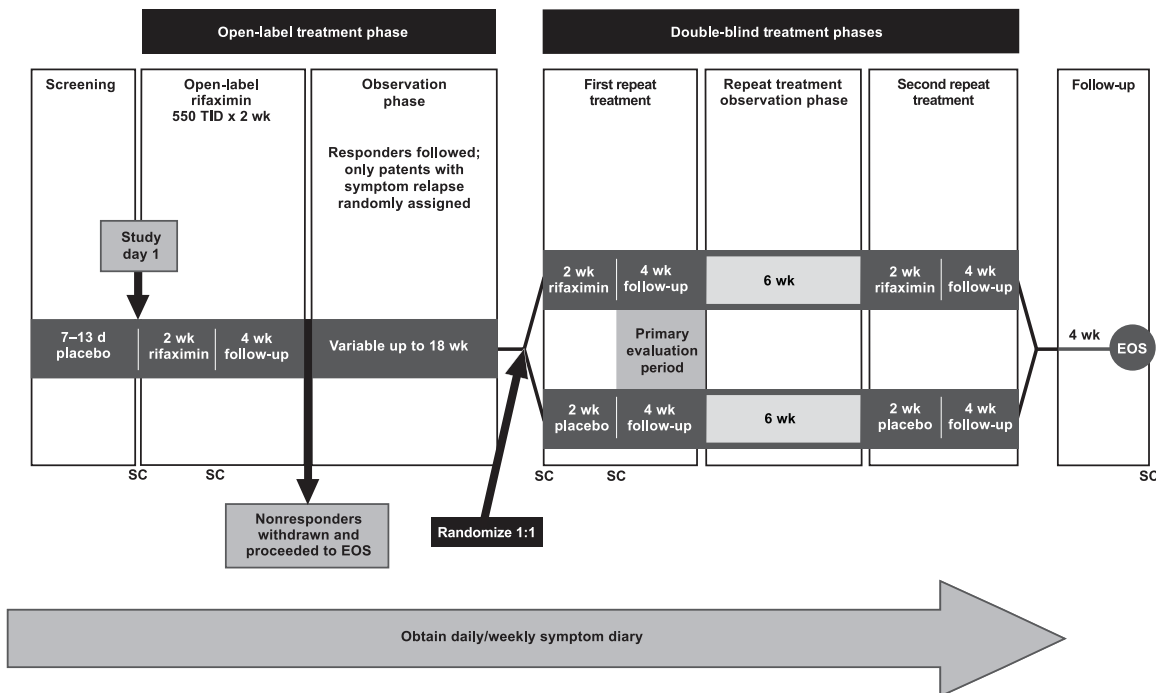 Open-label treatment phase
Double-blind treatment phases
Screening
Open-label
rifaximin
550 TID x 2 wk
Observation
phase
Responders followed;
only patents with
symptom relapse
randomly assigned
First repeat
treatment
Repeat treatment
observation phase
Second repeat
treatment
Follow-up
Study
day 1
7–13 d
placebo
2 wk
rifaximin
4 wk
follow-up
Variable up to 18 wk
2 wk
rifaximin
4 wk
follow-up
6 wk
2 wk
rifaximin
4 wk
follow-up
Primary
evaluation
period
2 wk
placebo
4 wk
follow-up
6 wk
2 wk
placebo
4 wk
follow-up
4 wk
EOS
SC
SC
SC
SC
SC
Nonresponders
withdrawn and
proceeded to EOS
Randomize 1:1
Obtain daily/weekly symptom diary